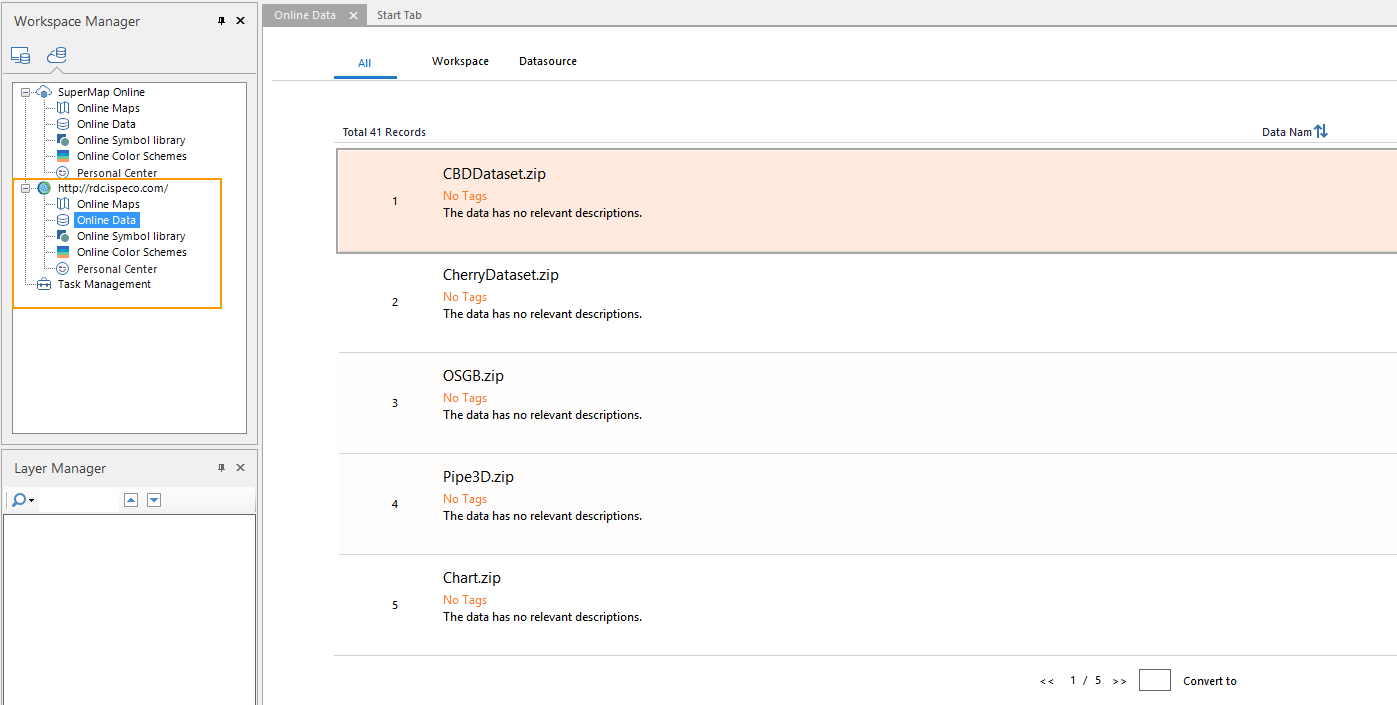 Workspace Manager
SuperMap Online
Online Maps
Online Data
Online Symbol library
Online Color Schemes
Personal Center
http://rdc.ispeco.com/
Online Maps
Online Data
Online Symbol library
Online Color Schemes
Personal Center
Task Management
Layer Manager
Online Data
Start Tab
All
Workspace
Datasource
Total 41 Records
Data Nam
1
CBDDataset.zip
No Tags
The data has no relevant descriptions.
2
CherryDataset.zip
No Tags
The data has no relevant descriptions.
3
OSGB.zip
No Tags
The data has no relevant descriptions.
4
Pipe3D.zip
No Tags
The data has no relevant descriptions.
5
Chart.zip
No Tags
The data has no relevant descriptions.
<< 1 / 5 >> Convert to